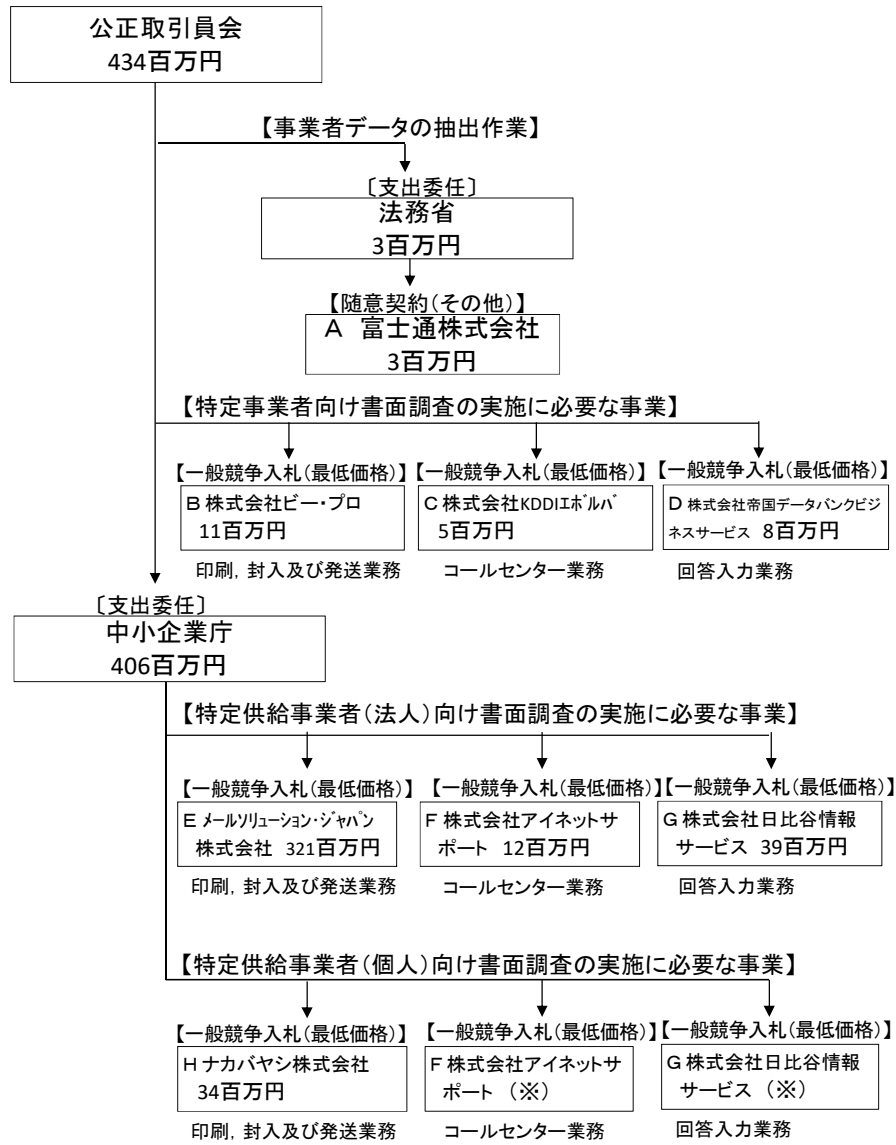 公正取引員会
434百万円
【事業者データの抽出作業】
〔支出委任〕
法務省
3百万円
【随意契約(その他)】
A 富士通株式会社
3百万円
【特定事業者向け書面調査の実施に必要な事業】
【一般競争入札(最低価格)】
B 株式会社ビー・プロ
11百万円
印刷, 封入及び発送業務
【一般競争入札(最低価格)】
C 株式会社KDDIエボルバ
5百万円
コールセンター業務
【一般競争入札(最低価格)】
D 株式会社帝国データバンクビジ
ネスサービス 8百万円
回答入力業務
〔支出委任〕
中小企業庁
406百万円
【特定供給事業者(法人)向け書面調査の実施に必要な事業】
【一般競争入札(最低価格)】
E メールソリューション・ジャパン
株式会社 321百万円
印刷, 封入及び発送業務
【一般競争入札(最低価格)】
F 株式会社アイネットサ
ポート 12百万円
コールセンター業務
【一般競争入札(最低価格)】
G 株式会社日比谷情報
サービス 39百万円
回答入力業務
【特定供給事業者(個人)向け書面調査の実施に必要な事業】
【一般競争入札(最低価格)】
H ナカバヤシ株式会社
34百万円
印刷, 封入及び発送業務
【一般競争入札(最低価格)】
F 株式会社アイネットサ
ポート (※)
コールセンター業務
【一般競争入札(最低価格)】
G 株式会社日比谷情報
サービス (※)
回答入力業務